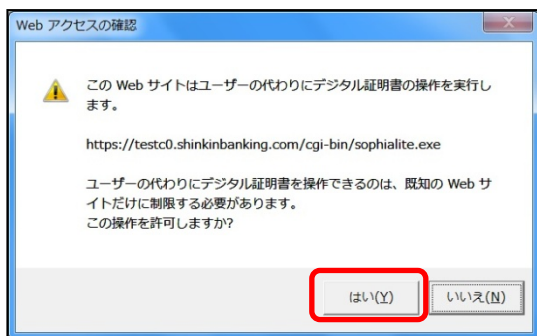 Web アクセスの確認
この Web サイトはユーザーの代わりにデジタル証明書の操作を実行し
ます。
https://testc0.shinkinbanking.com/cgi-bin/sophialite.exe
ユーザーの代わりにデジタル証明書を操作できるのは、既知の Web サ
イトだけに制限する必要があります。
この操作を許可しますか?
はい(Y) いいえ(N)